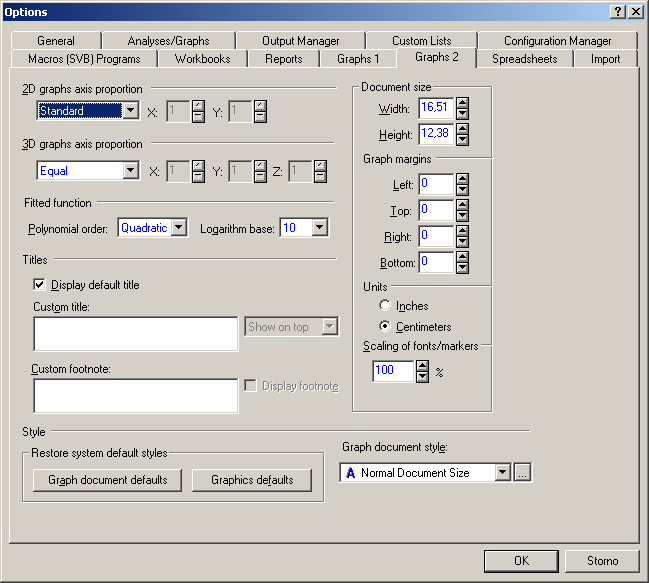 Options
General Analyses/Graphs Output Manager Custom Lists Configuration Manager
Macros (SVB) Programs Workbooks Reports Graphs 1 Graphs 2 Spreadsheets Import
2D graphs axis proportion
Standard X: 1 Y: 1
3D graphs axis proportion
Equal X: 1 Y: 1 Z: 1
Fitted function
Polynomial order: Quadratic Logarithm base: 10
Titles
Display default title
Custom title:
Show on top
Custom footnote:
Display footnote
Document size
Width: 16,51
Height: 12,38
Graph margins
Left: 0
Top: 0
Right: 0
Bottom: 0
Units
Inches
Centimeters
Scaling of fonts/markers
100 %
Style
Restore system default styles
Graph document defaults Graphics defaults
Graph document style:
A Normal Document Size ...
OK Storno